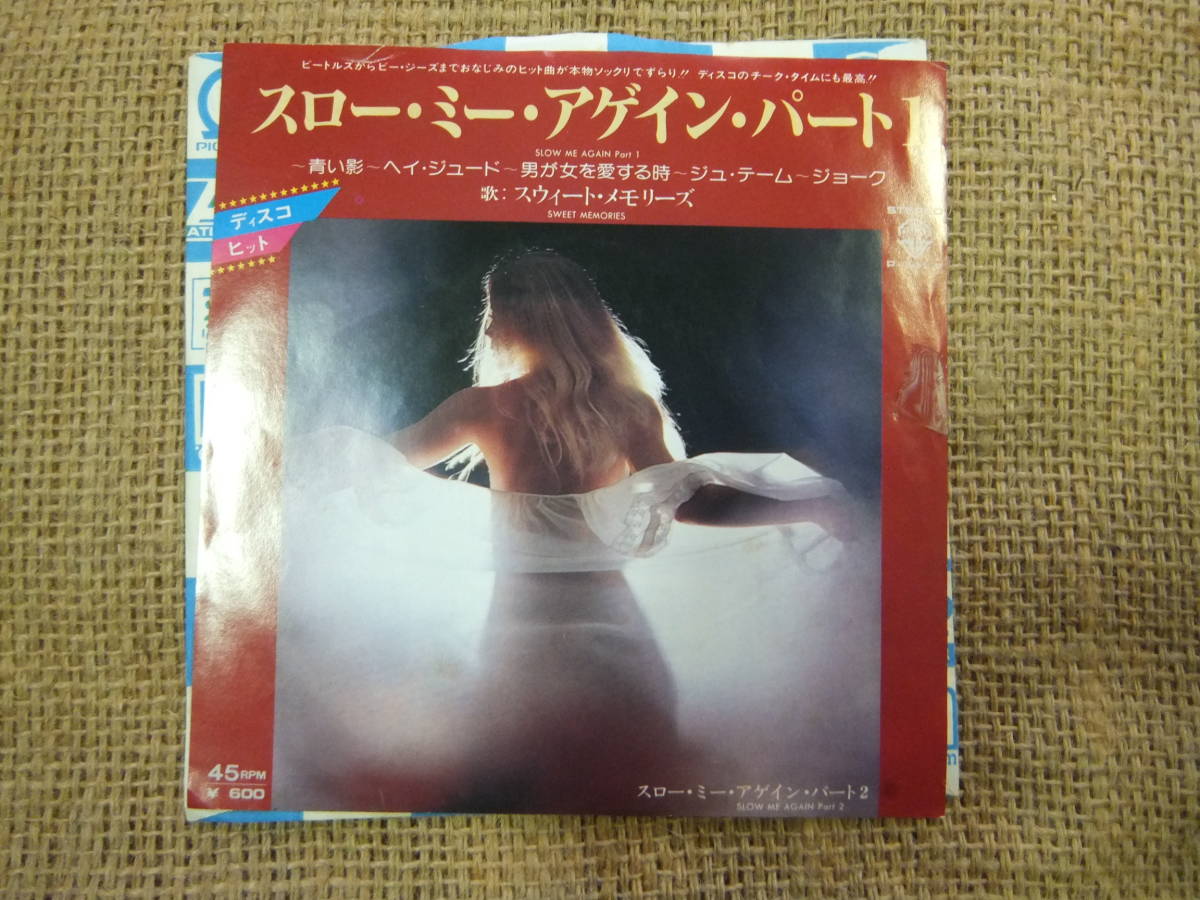 ビートルズからビー・ジーズまでおなじみのヒット曲が本物ソックリでずらり!! ディスコのチーク・タイムにも最高!!
スロー・ミー・アゲイン・パート1
SLOW ME AGAIN Part 1
〜青い影〜ヘイ・ジュード〜男が女を愛する時〜ジュ・テーム〜ジョーク
歌: スウィート・メモリーズ
SWEET MEMORIES
ディスコ
ヒット
45RPM
¥ 600
スロー・ミー・アゲイン・パート2
SLOW ME AGAIN Part 2